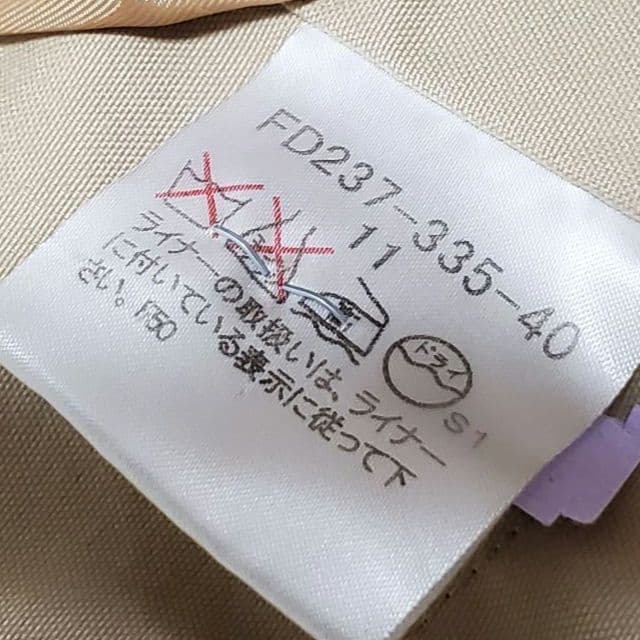 FD237-335-40
11
ドライ
S1
ライナーの取扱いは、ライナー
に付いている表示に従って下
さい。F50